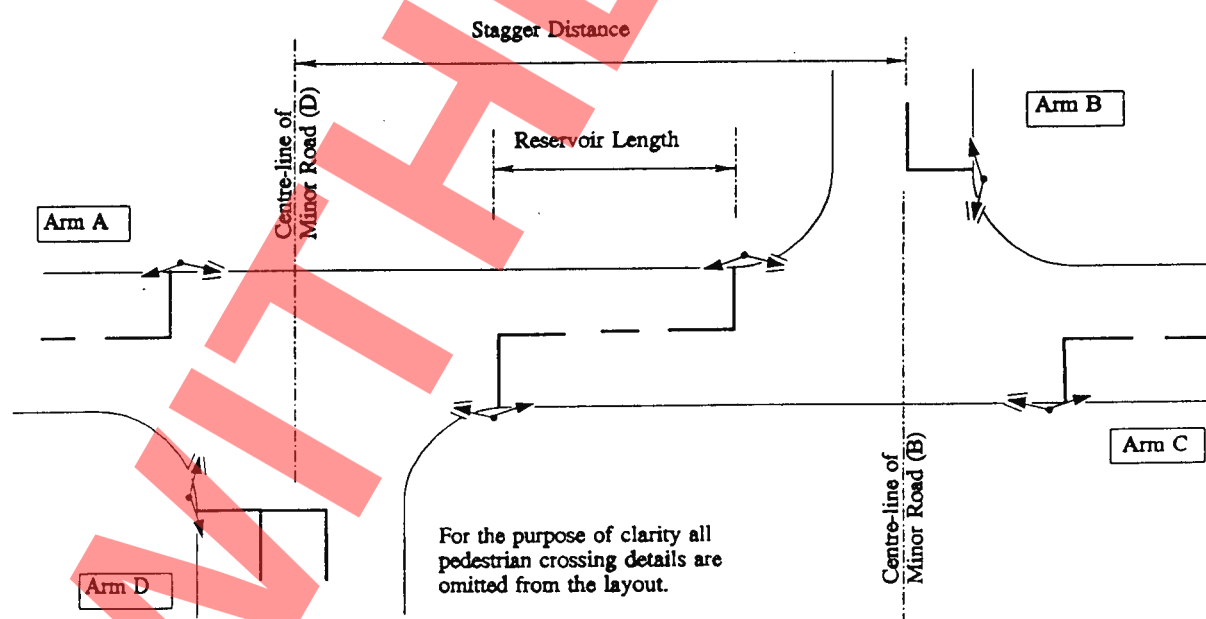 Stagger Distance
Centre-line of
Minor Road (D)
Reservoir Length
Arm B
Arm A
Arm C
Centre-line of
Minor Road (B)
For the purpose of clarity all
pedestrian crossing details are
omitted from the layout.
Arm D